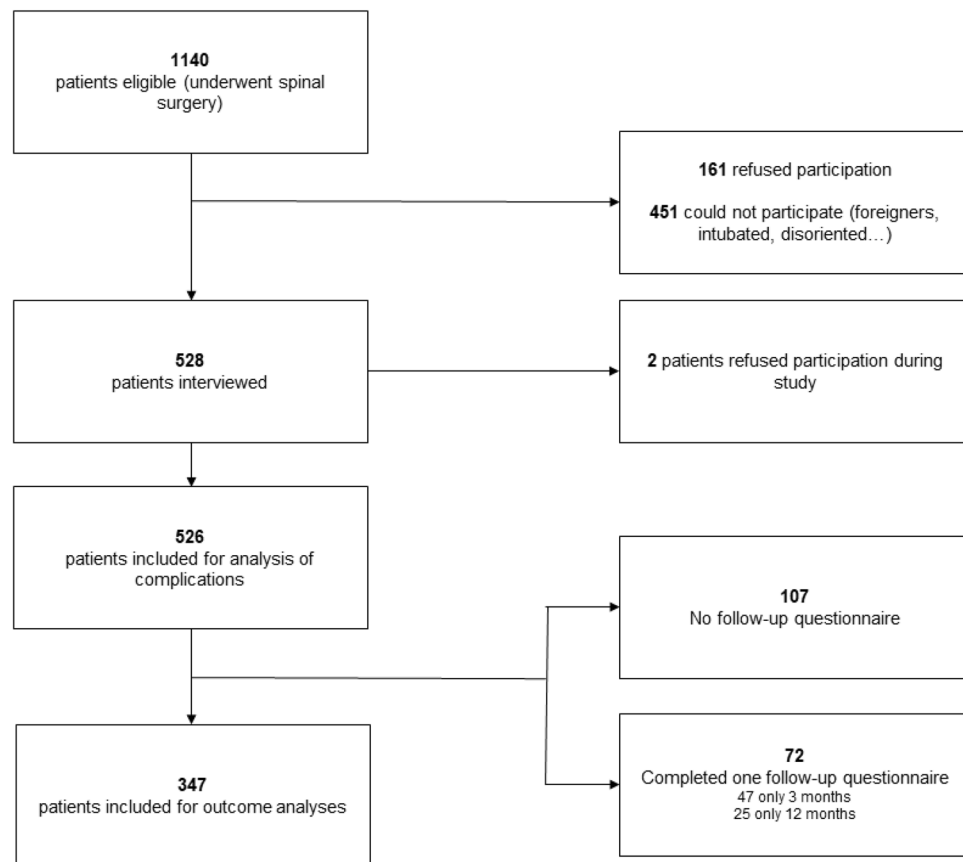 1140
patients eligible (underwent spinal
surgery)
161 refused participation
451 could not participate (foreigners,
intubated, disoriented…)
528
patients interviewed
2 patients refused participation during
study
526
patients included for analysis of
complications
107
No follow-up questionnaire
347
patients included for outcome analyses
72
Completed one follow-up questionnaire
47 only 3 months
25 only 12 months